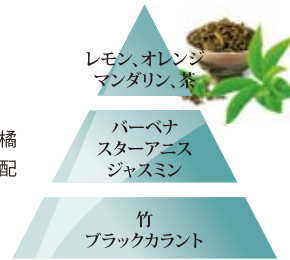 レモン、オレンジ
マンダリン、茶
バーベナ
スターアニス
ジャスミン
橘
配
竹
ブラックカラント